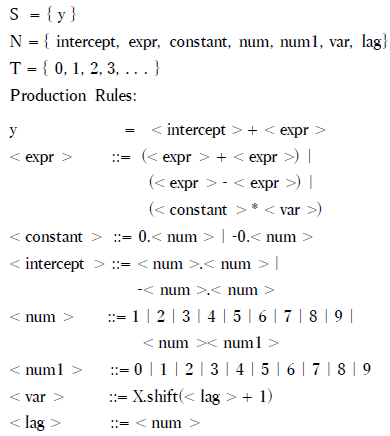 S = { y }
N = { intercept, expr, constant, num, num1, var, lag}
T = { 0, 1, 2, 3, . . . }
Production Rules:
y = < intercept > + < expr >
< expr > ::= (< expr > + < expr >) |
(< expr > - < expr >) |
(< constant > * < var >)
< constant > ::= 0.< num > | -0.< num >
< intercept > ::= < num >.< num > |
-< num >.< num >
< num > ::= 1 | 2 | 3 | 4 | 5 | 6 | 7 | 8 | 9 |
< num >< num1 >
< num1 > ::= 0 | 1 | 2 | 3 | 4 | 5 | 6 | 7 | 8 | 9
< var > ::= X.shift(< lag > + 1)
< lag > ::= < num >